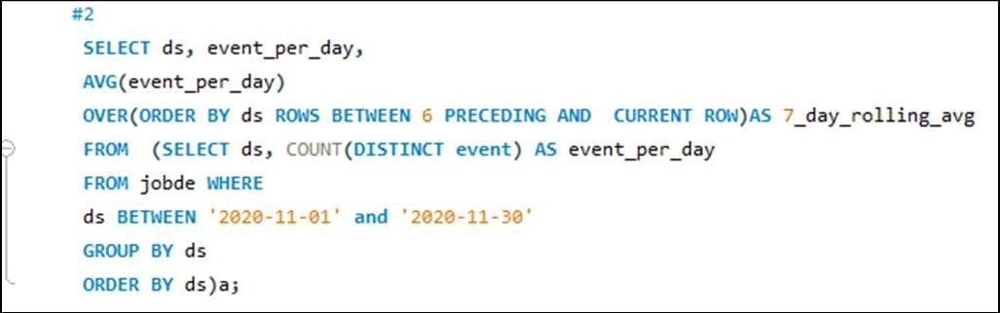 #2
SELECT ds, event_per_day,
AVG(event_per_day)
OVER(ORDER BY ds ROWS BETWEEN 6 PRECEDING AND  CURRENT ROW)AS 7_day_rolling_avg
FROM  (SELECT ds, COUNT(DISTINCT event) AS event_per_day
FROM jobde WHERE
ds BETWEEN '2020-11-01' and '2020-11-30'
GROUP BY ds
ORDER BY ds)a;